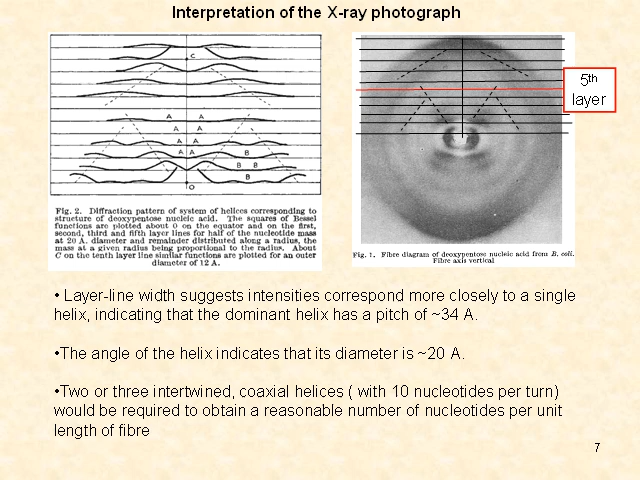 Interpretation of the X-ray photograph
C
A A
A A
A A
A A B
B B
B
O
5th
layer
Fig. 2. Diffraction pattern of system of helices corresponding to
structure of deoxypentose nucleic acid. The squares of Bessel
functions are plotted about 0 on the equator and on the first,
second, third and fifth layer lines for half of the nucleotide mass
at 20 A. diameter and remainder distributed along a radius, the
mass at a given radius being proportional to the radius. About
C on the tenth layer line similar functions are plotted for an outer
diameter of 12 A.
Fig. 1. Fibre diagram of deoxypentose nucleic acid from B. coli.
Fibre axis vertical
• Layer-line width suggests intensities correspond more closely to a single
helix, indicating that the dominant helix has a pitch of ~34 A.
•The angle of the helix indicates that its diameter is ~20 A.
•Two or three intertwined, coaxial helices ( with 10 nucleotides per turn)
would be required to obtain a reasonable number of nucleotides per unit
length of fibre
7